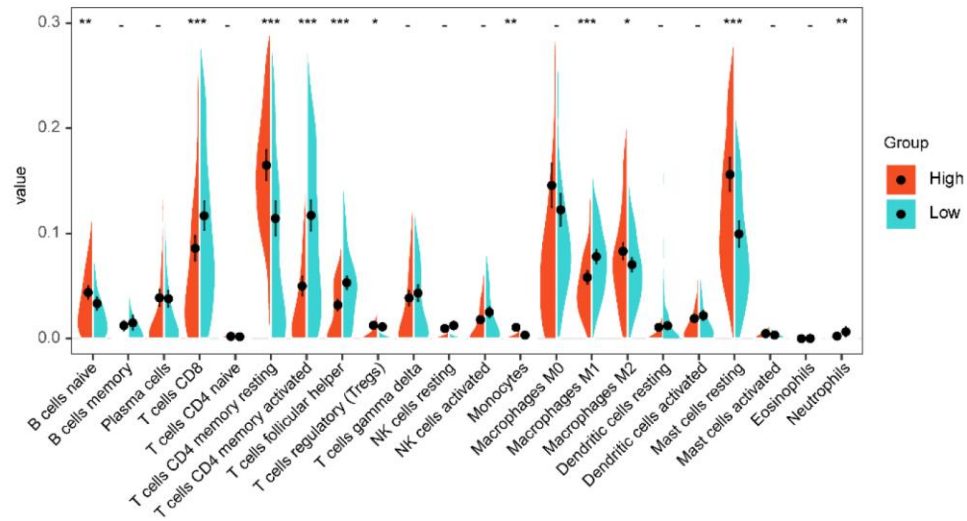 0.3
** - - *** - *** *** *** * - - - ** - *** * - - *** - - **
0.2
0.1
0.0
value
Group
High
Low
B cells naive
B cells memory
Plasma cells
T cells CD8
T cells CD4 naive
T cells CD4 memory resting
T cells CD4 memory activated
T cells follicular helper
T cells regulatory (Tregs)
T cells gamma delta
NK cells resting
NK cells activated
Monocytes
Macrophages M0
Macrophages M1
Macrophages M2
Dendritic cells resting
Dendritic cells activated
Mast cells resting
Mast cells activated
Eosinophils
Neutrophils